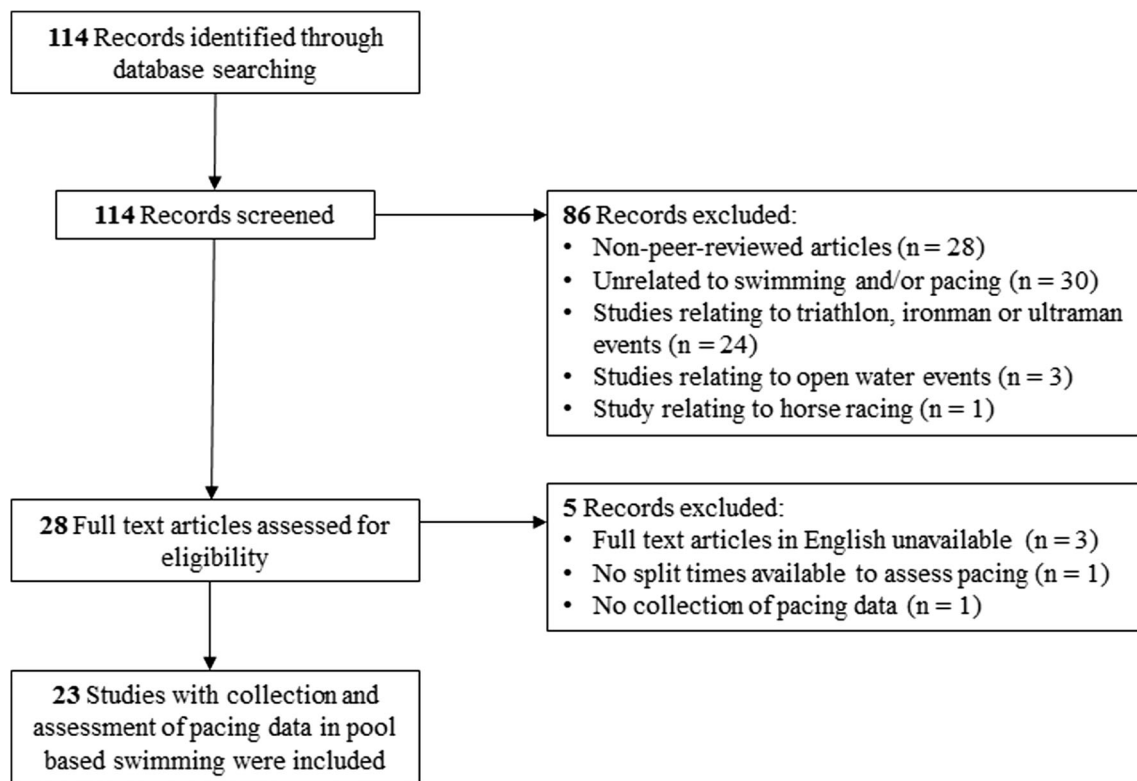 114 Records identified through
database searching
114 Records screened
86 Records excluded:
• Non-peer-reviewed articles (n = 28)
• Unrelated to swimming and/or pacing (n = 30)
• Studies relating to triathlon, ironman or ultraman
events (n = 24)
• Studies relating to open water events (n = 3)
• Study relating to horse racing (n = 1)
28 Full text articles assessed for
eligibility
5 Records excluded:
• Full text articles in English unavailable (n = 3)
• No split times available to assess pacing (n = 1)
• No collection of pacing data (n = 1)
23 Studies with collection and
assessment of pacing data in pool
based swimming were included